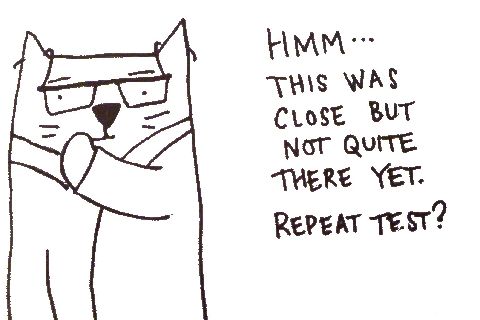 HMM...
THIS WAS
CLOSE BUT
NOT QUITE
THERE YET.
REPEAT TEST?